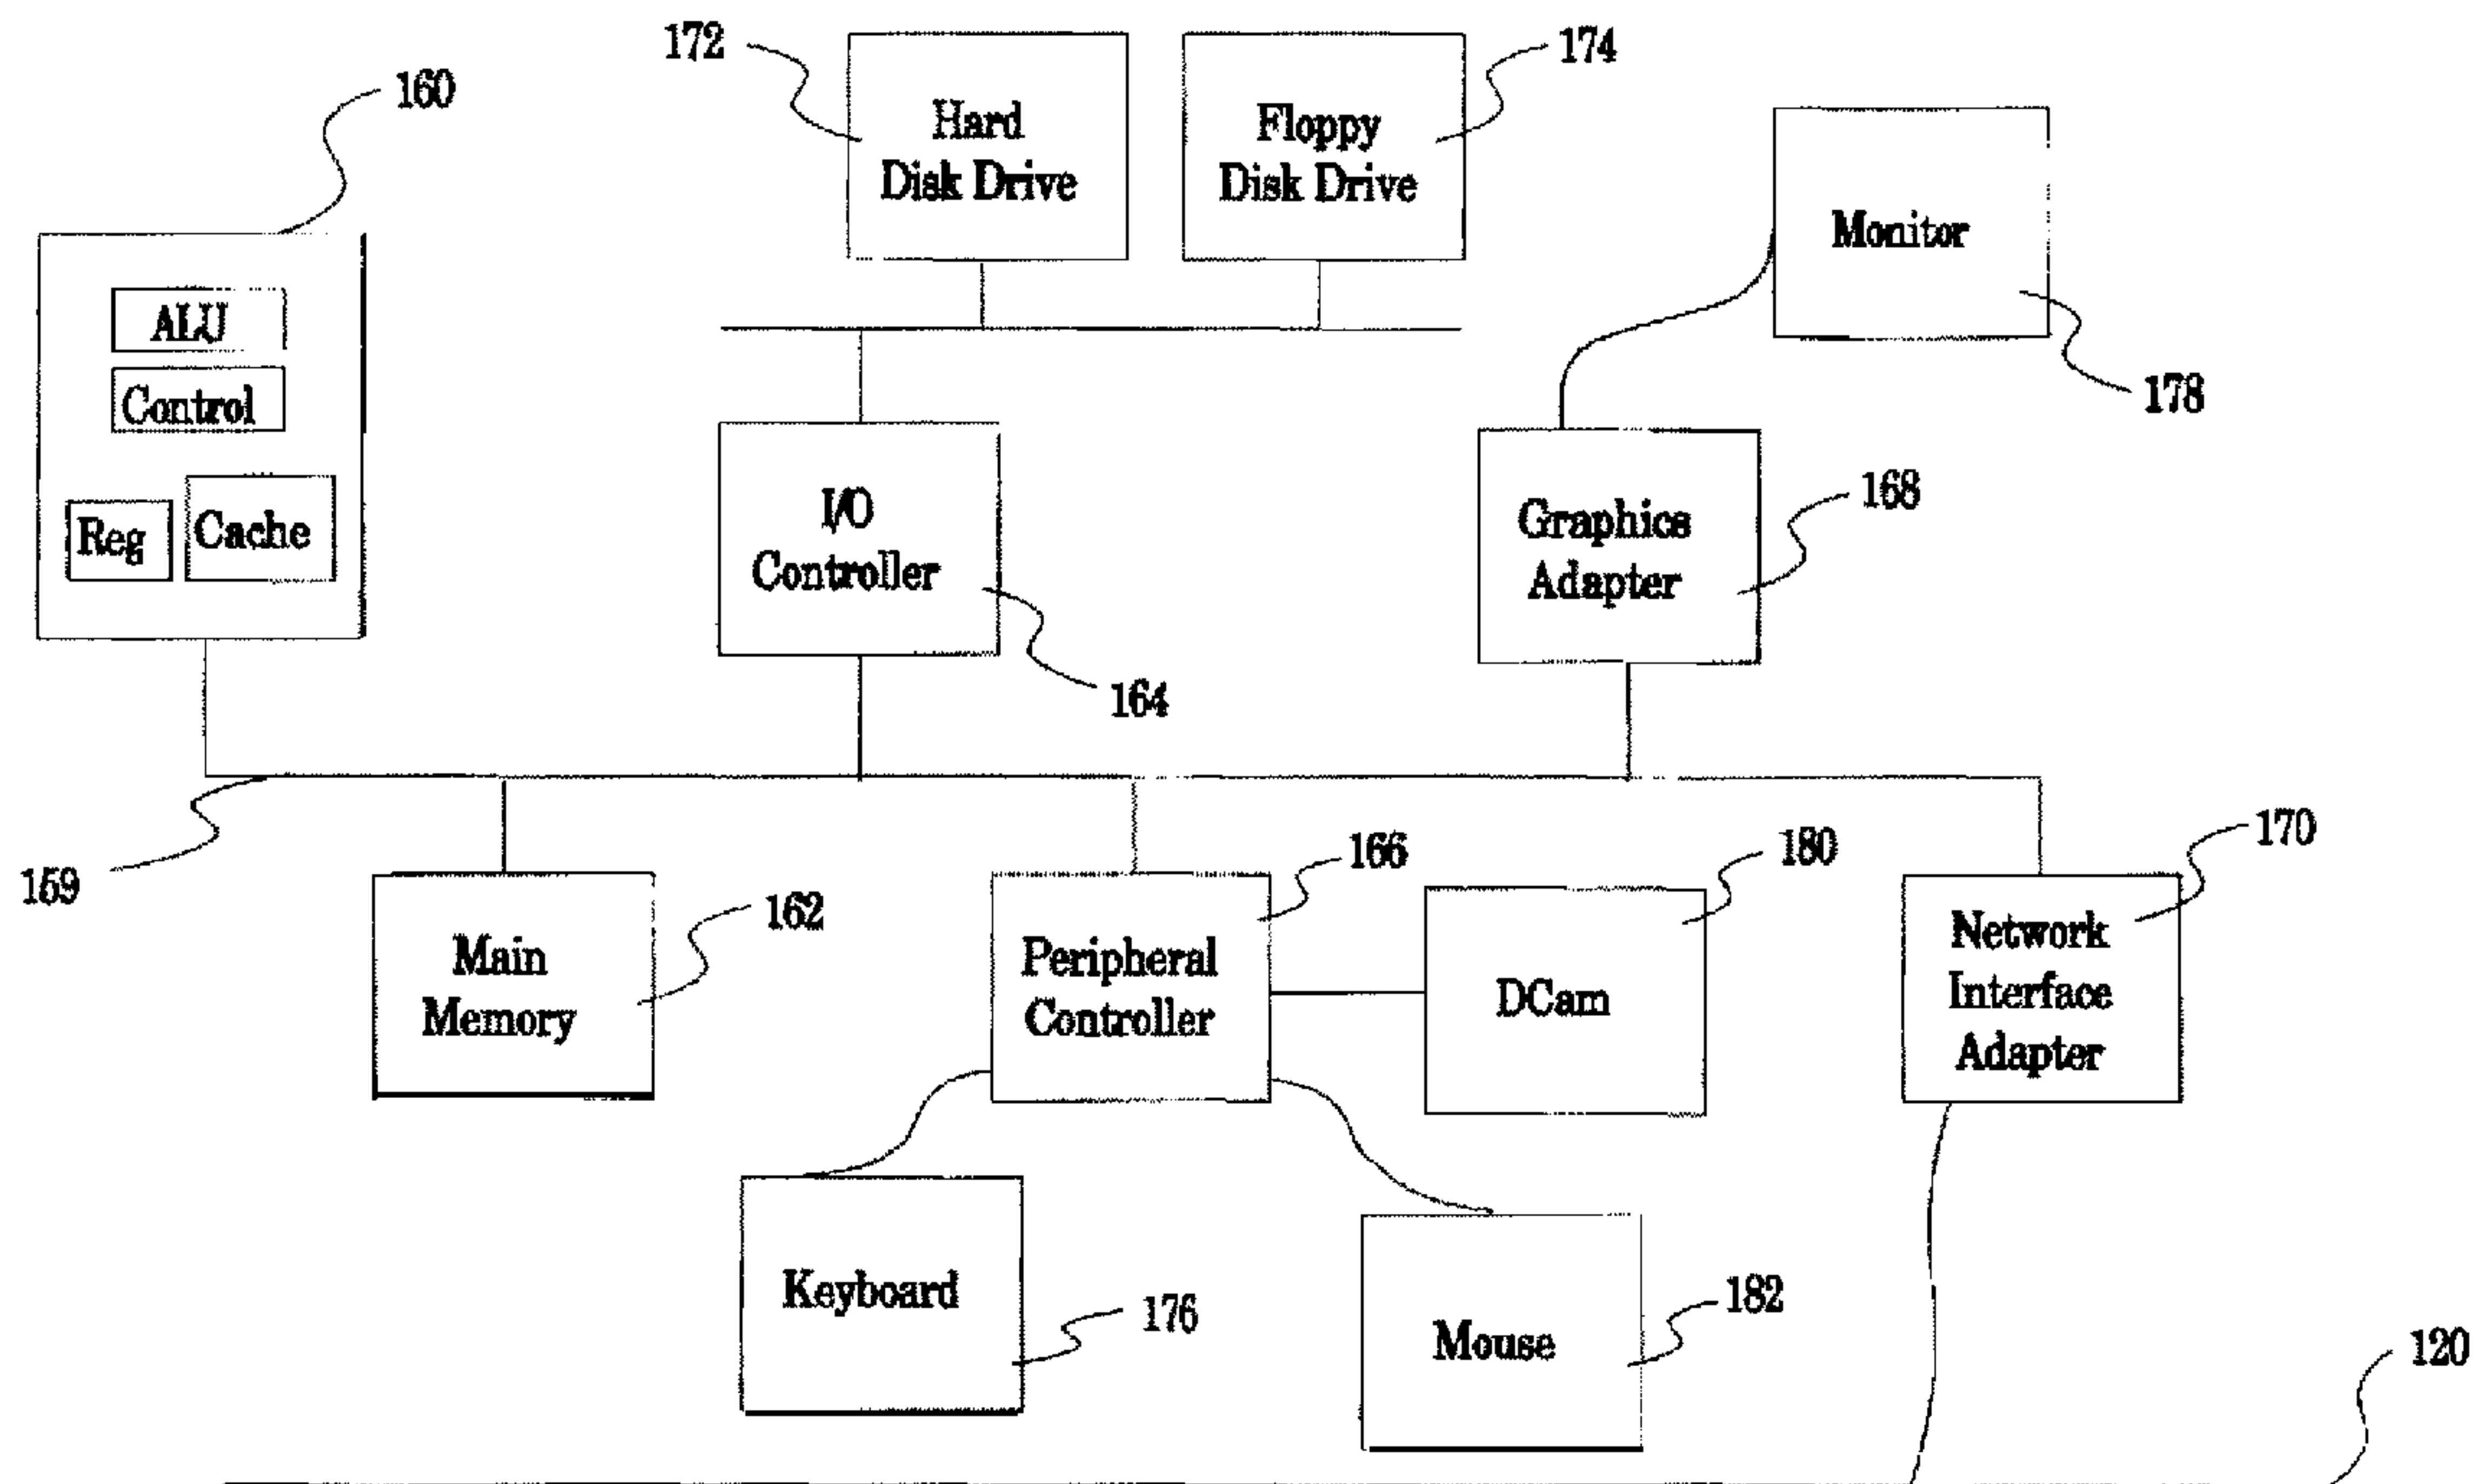 172
174
160
Hard
Disk Drive
Floppy
Disk Drive
Monitor
178
ALU
Control
Reg
Cache
I/O
Controller
164
Graphics
Adapter
168
159
Main
Memory
162
Peripheral
Controller
166
DCam
180
Network
Interface
Adapter
170
Keyboard
176
Mouse
182
120